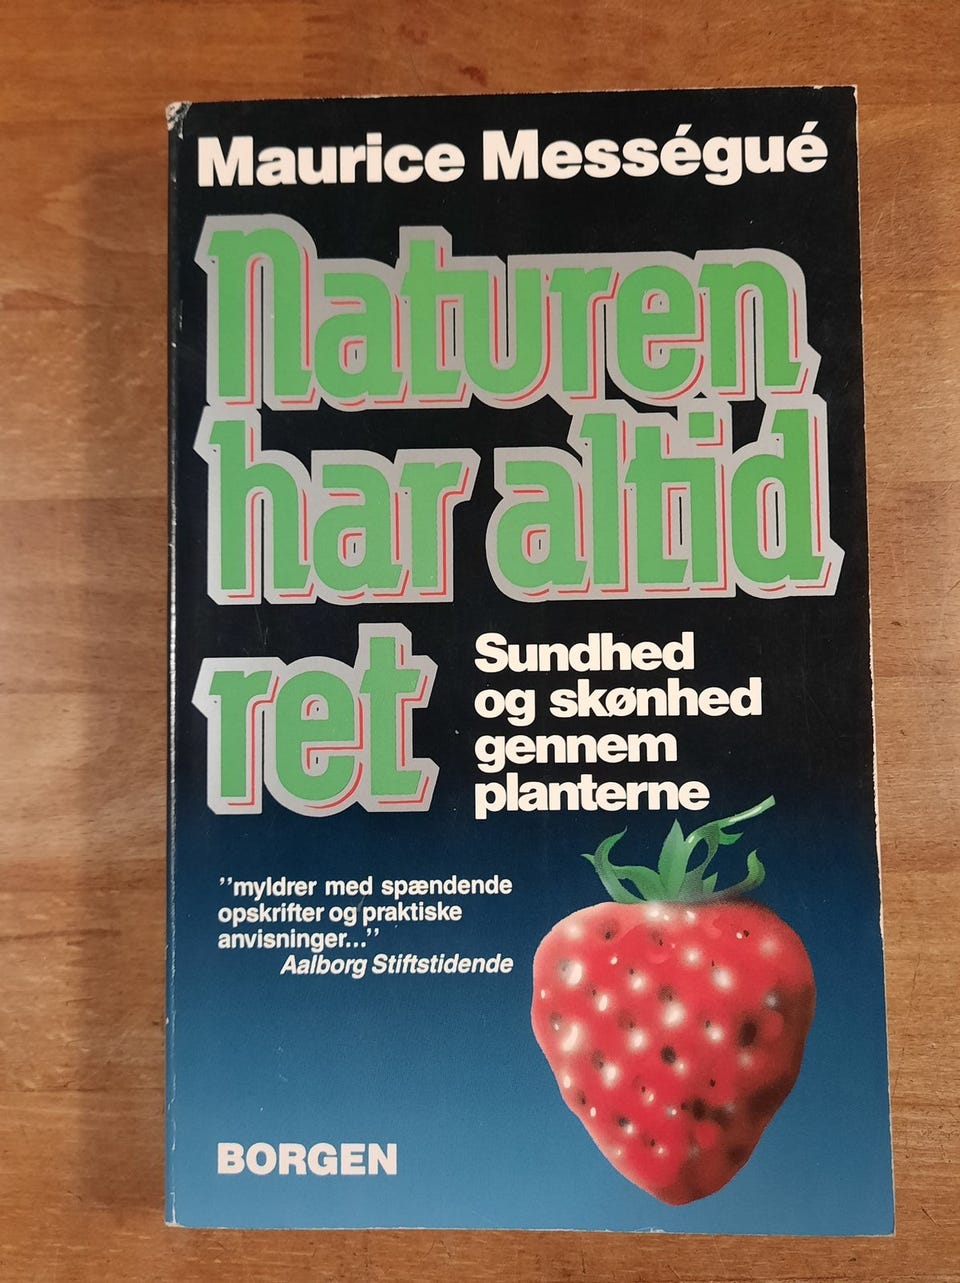 Maurice Mességué
Naturen
har altid
ret
Sundhed
og skønhed
gennem
planterne
"myldrer med spændende
opskrifter og praktiske
anvisninger..."
Aalborg Stiftstidende
BORGEN